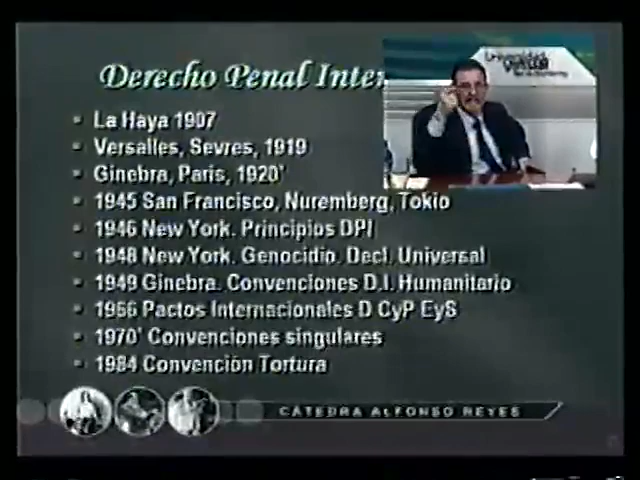 Derecho Penal Inter
Universidad
- La Haya 1907
- Versalles, Sevres, 1919
- Ginebra, Paris, 1920'
- 1945 San Francisco, Nuremberg, Tokio
- 1946 New York. Principios DPI
- 1948 New York. Genocidio. Decl. Universal
- 1949 Ginebra. Convenciones D.I. Humanitario
- 1966 Pactos Internacionales D CyP EyS
- 1970' Convenciones singulares
- 1984 Convención Tortura
CÁTEDRA ALFONSO REYES